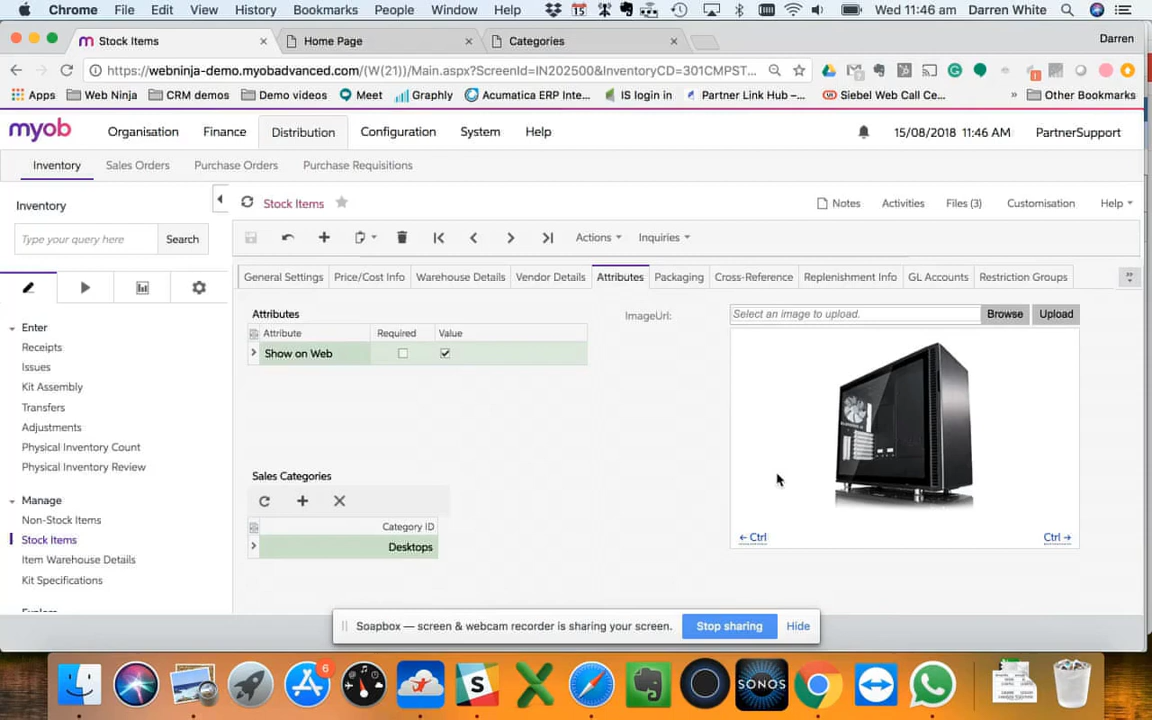 Chrome File Edit View History Bookmarks People Window Help 15 Wed 11:46 am Darren White
Stock Items Home Page Categories Darren
https://webninja-demo.myobadvanced.com/(W(21))/Main.aspx?ScreenId=IN202500&InventoryCD=301CMPST...
Apps Web Ninja CRM demos Demo videos Meet Graphly Acumatica ERP Inte... IS login in Partner Link Hub –... Siebel Web Call Ce... » Other Bookmarks
myob Organisation Finance Distribution Configuration System Help 15/08/2018 11:46 AM PartnerSupport
Inventory Sales Orders Purchase Orders Purchase Requisitions
Inventory
Type your query here Search
Enter
Receipts
Issues
Kit Assembly
Transfers
Adjustments
Physical Inventory Count
Physical Inventory Review
Manage
Non-Stock Items
Stock Items
Item Warehouse Details
Kit Specifications
Stock Items Notes Activities Files (3) Customisation Help
Actions Inquiries
General Settings Price/Cost Info Warehouse Details Vendor Details Attributes Packaging Cross-Reference Replenishment Info GL Accounts Restriction Groups
Attributes
Attribute Required Value
Show on Web
ImageUrl: Select an image to upload. Browse Upload
← Ctrl Ctrl →
Sales Categories
Category ID
Desktops
Soapbox — screen & webcam recorder is sharing your screen. Stop sharing Hide
6
S SONOS